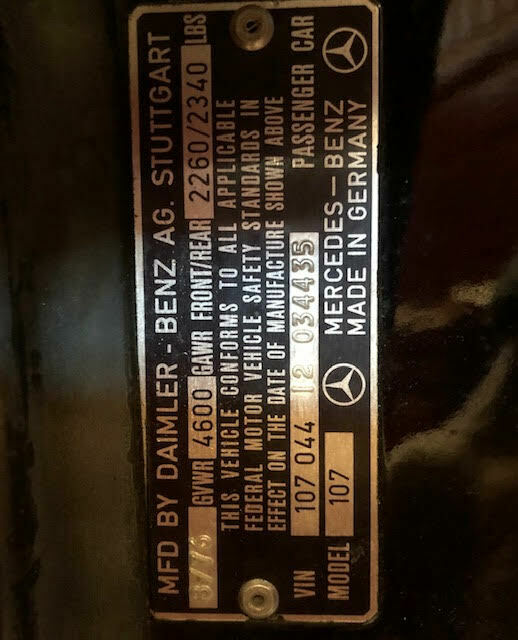 MFD BY DAIMLER - BENZ AG. STUTTGART
3/76 GVWR 4600 GAWR FRONT/REAR 2260/2340 LBS
THIS VEHICLE CONFORMS TO ALL APPLICABLE
FEDERAL MOTOR VEHICLE SAFETY STANDARDS IN
EFFECT ON THE DATE OF MANUFACTURE SHOWN ABOVE
VIN 107 044 12 034435 PASSENGER CAR
MODEL 107 MERCEDES-BENZ
MADE IN GERMANY